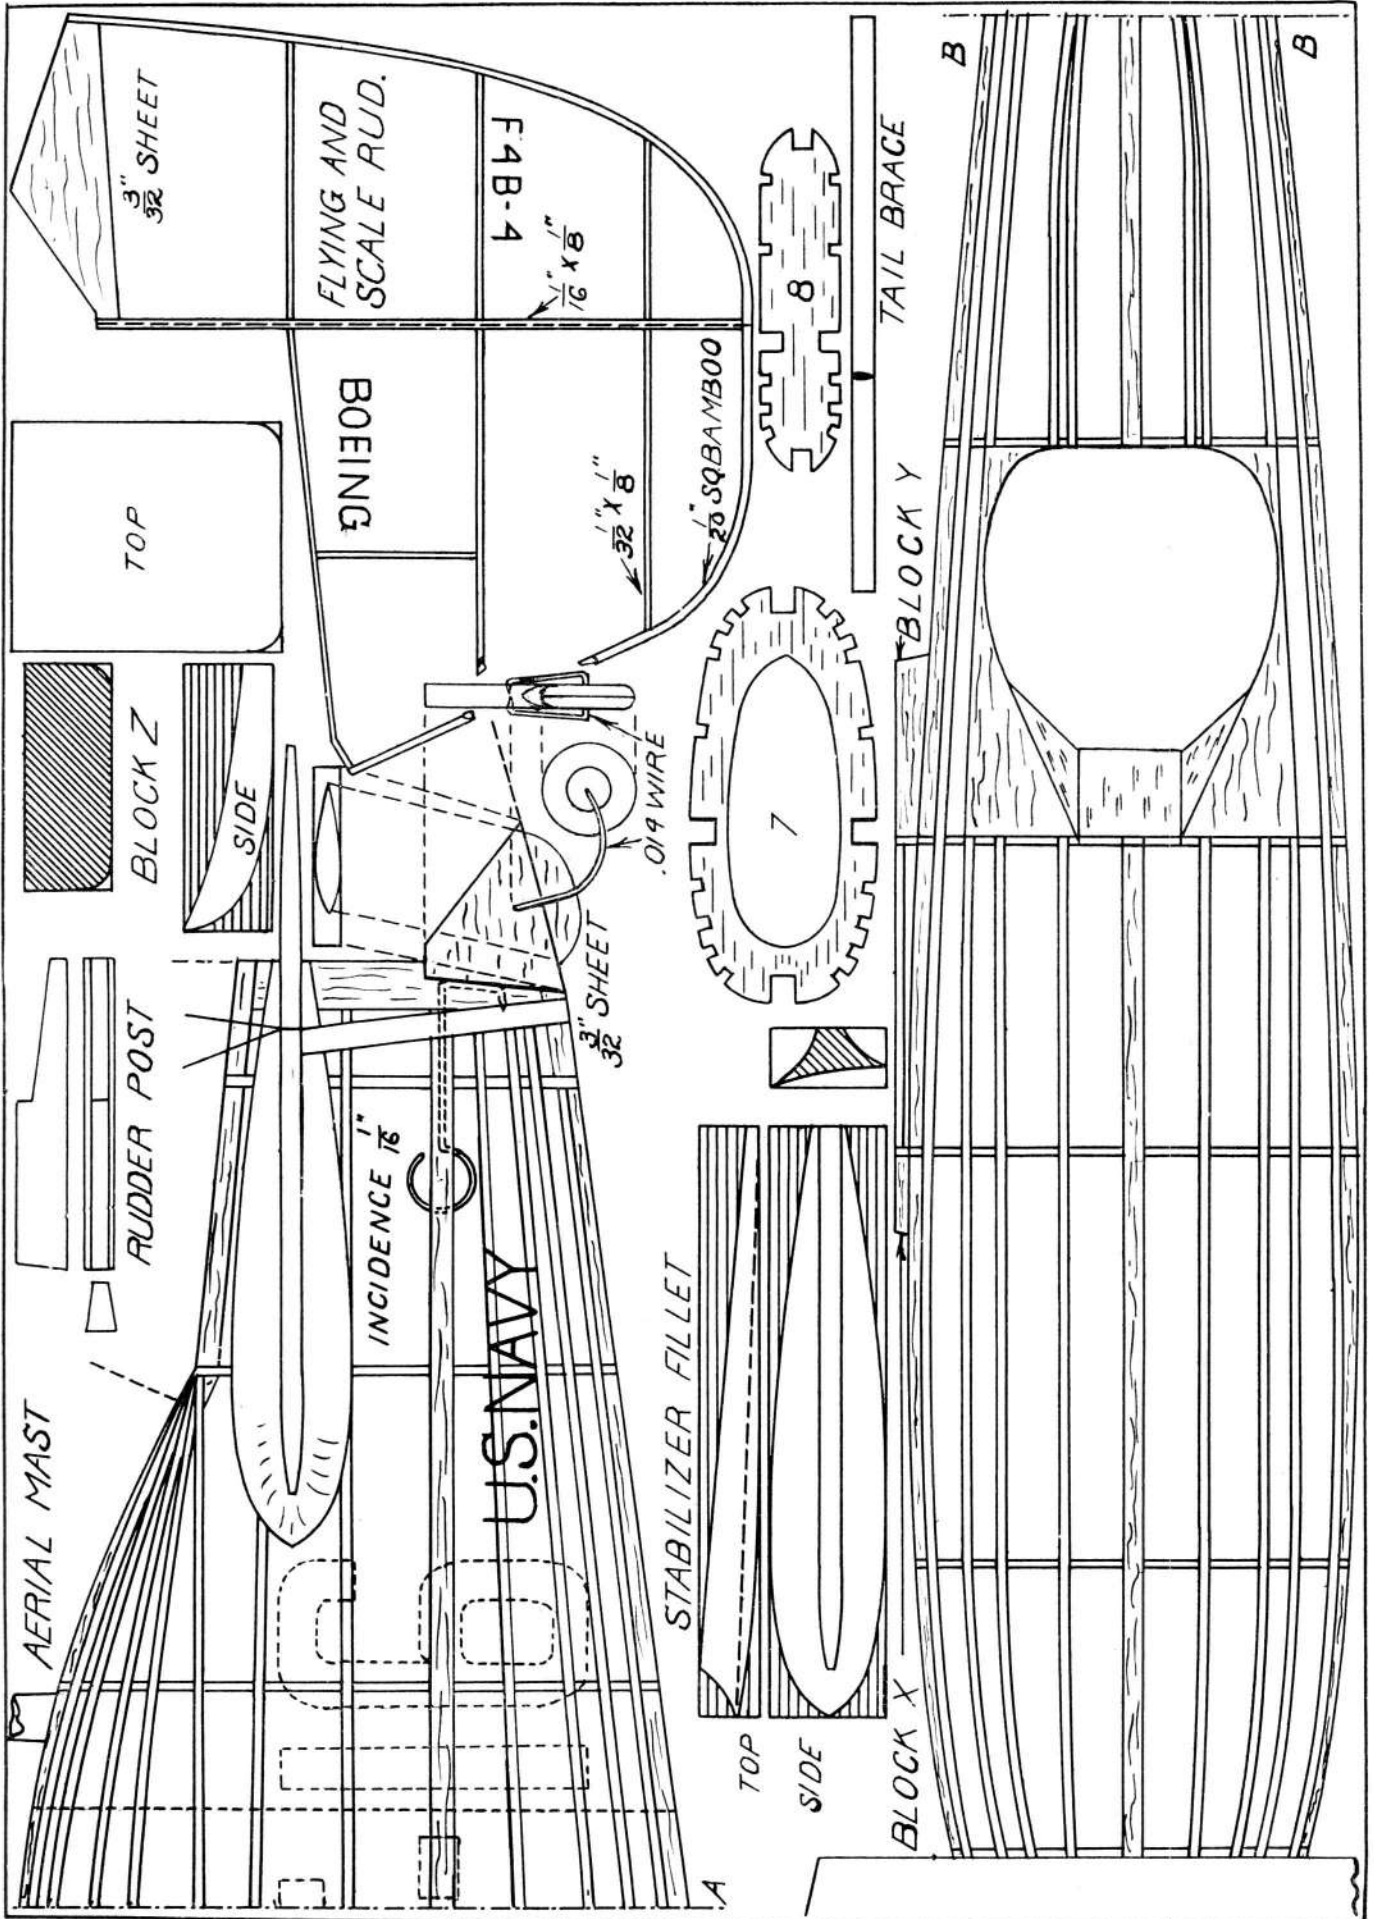 AERIAL MAST
RUDDER POST
BLOCK Z
TOP
SIDE
3" 32 SHEET
FLYING AND
SCALE RUD.
F4B-4
BOEING
1" 16 X 1" 8
1" 32 X 1" 8
1" 20 SQ.BAMBOO
INCIDENCE 1" 16
U.S.NAVY
3" 32 SHEET
.014 WIRE
A
STABILIZER FILLET
TOP
SIDE
7
8
TAIL BRACE
BLOCK X
BLOCK Y
B
B